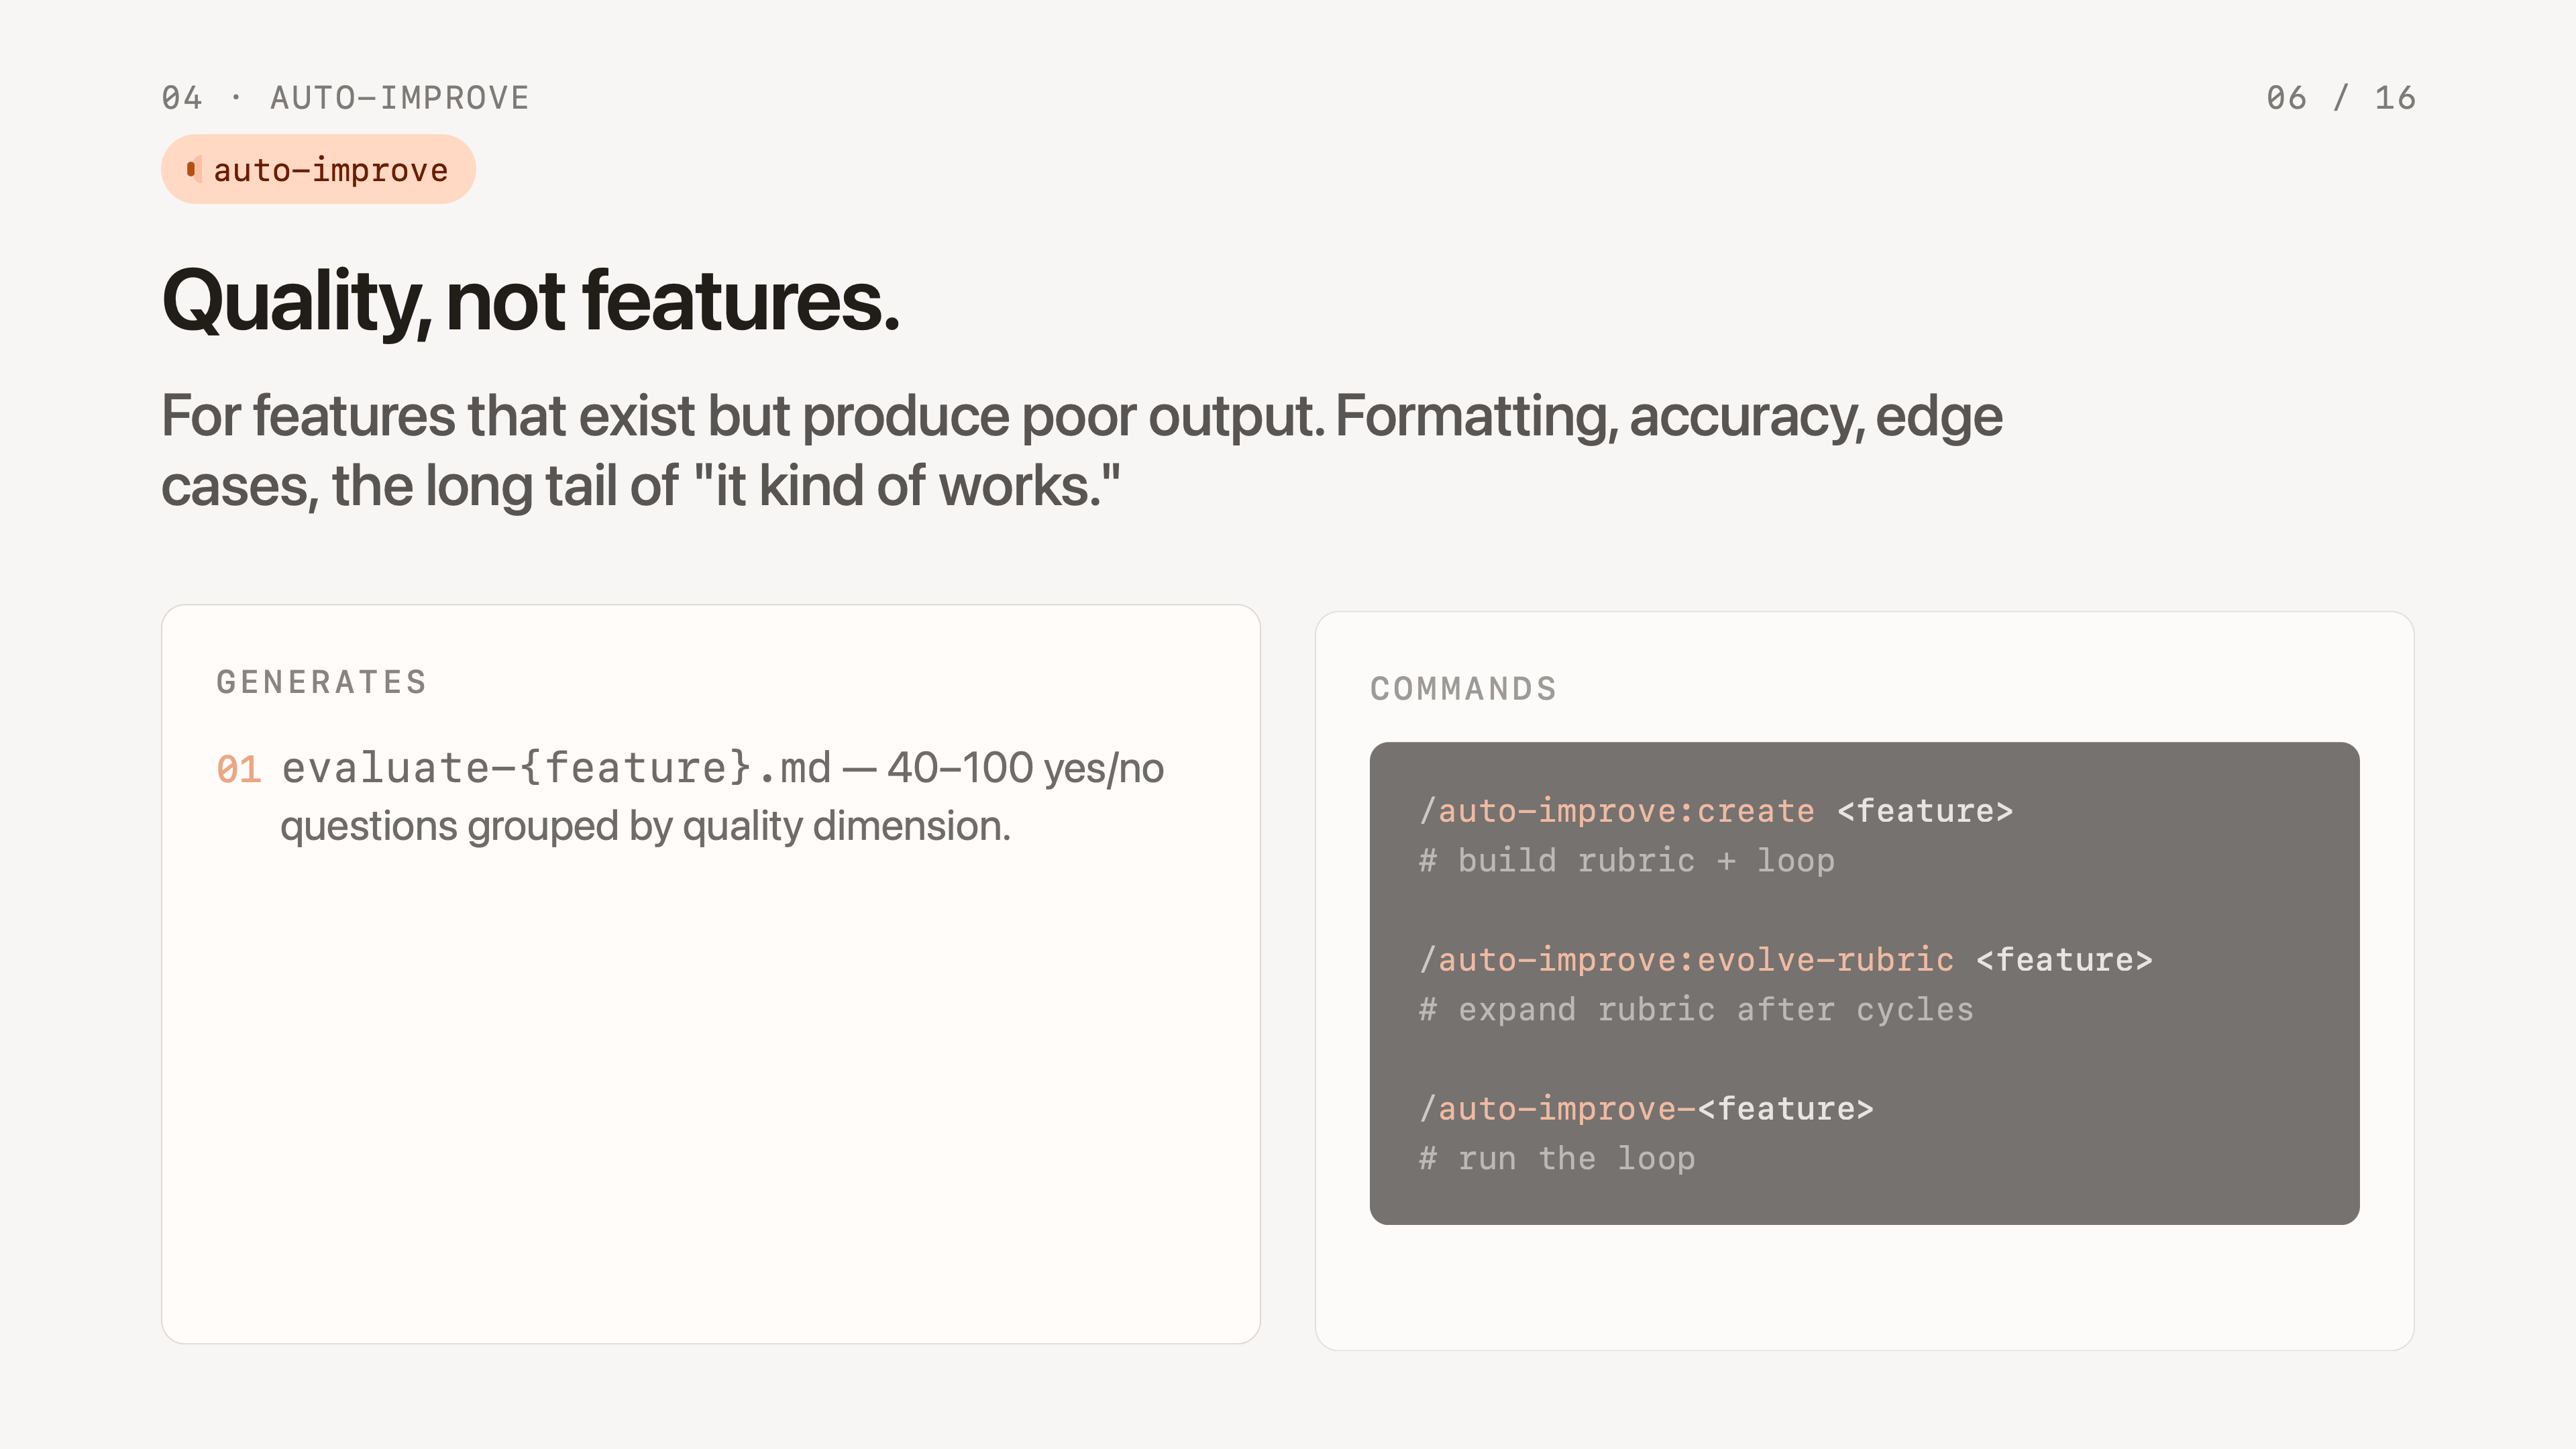 04 · AUTO-IMPROVE
06 / 16
auto-improve
Quality, not features.
For features that exist but produce poor output. Formatting, accuracy, edge
cases, the long tail of "it kind of works."
GENERATES
01 evaluate-{feature}.md — 40–100 yes/no
questions grouped by quality dimension.
COMMANDS
/auto-improve:create <feature>
# build rubric + loop
/auto-improve:evolve-rubric <feature>
# expand rubric after cycles
/auto-improve-<feature>
# run the loop